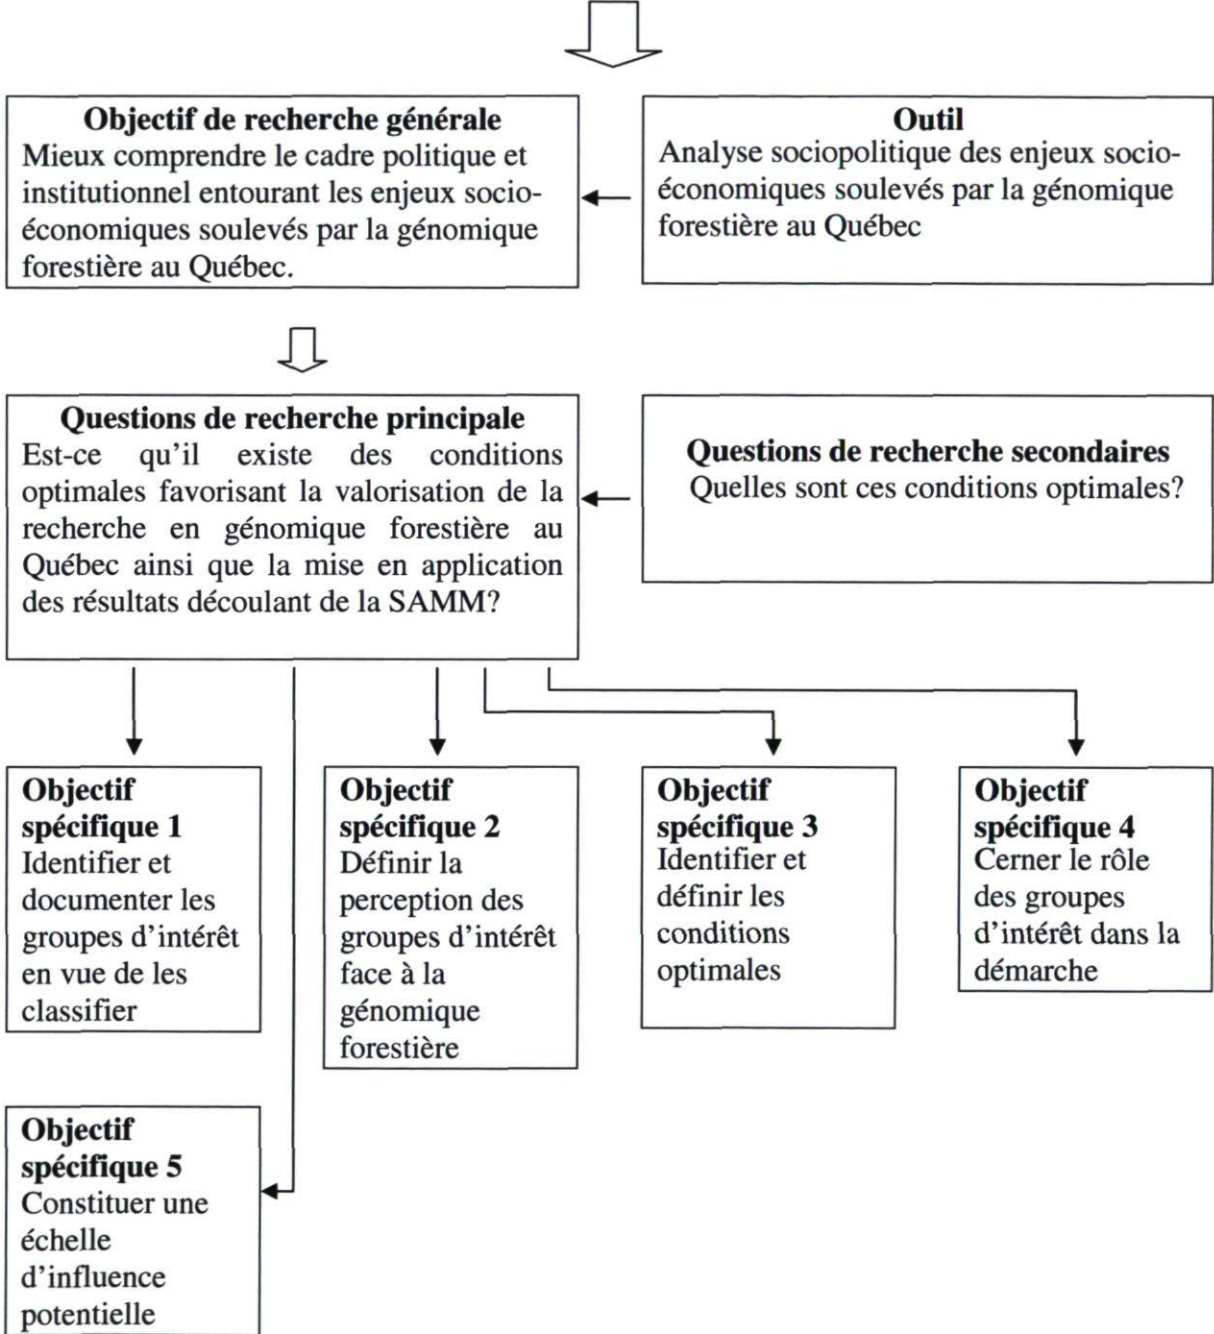 Objectif de recherche générale
Mieux comprendre le cadre politique et
institutionnel entourant les enjeux socio-
économiques soulevés par la génomique
forestière au Québec.
Outil
Analyse sociopolitique des enjeux socio-
économiques soulevés par la génomique
forestière au Québec
Questions de recherche principale
Est-ce qu'il existe des conditions
optimales favorisant la valorisation de la
recherche en génomique forestière au
Québec ainsi que la mise en application
des résultats découlant de la SAMM?
Questions de recherche secondaires
Quelles sont ces conditions optimales?
Objectif
spécifique 1
Identifier et
documenter les
groupes d'intérêt
en vue de les
classifier
Objectif
spécifique 2
Définir la
perception des
groupes d'intérêt
face à la
génomique
forestière
Objectif
spécifique 3
Identifier et
définir les
conditions
optimales
Objectif
spécifique 4
Cerner le rôle
des groupes
d'intérêt dans la
démarche
Objectif
spécifique 5
Constituer une
échelle
d'influence
potentielle